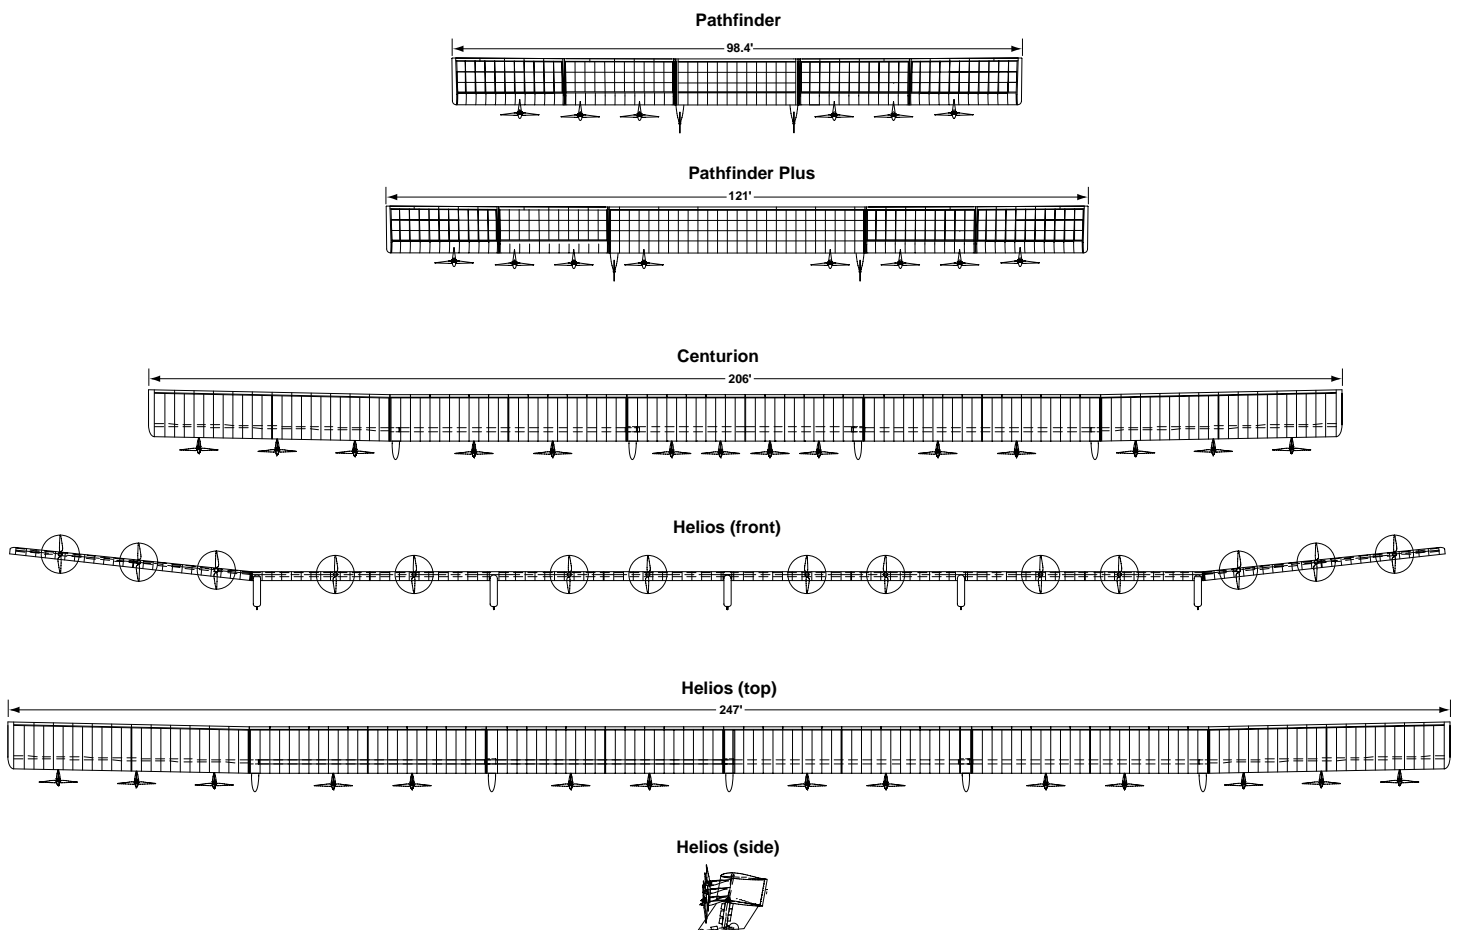 Pathfinder
98.4'
Pathfinder Plus
121'
Centurion
206'
Helios (front)
Helios (top)
247'
Helios (side)